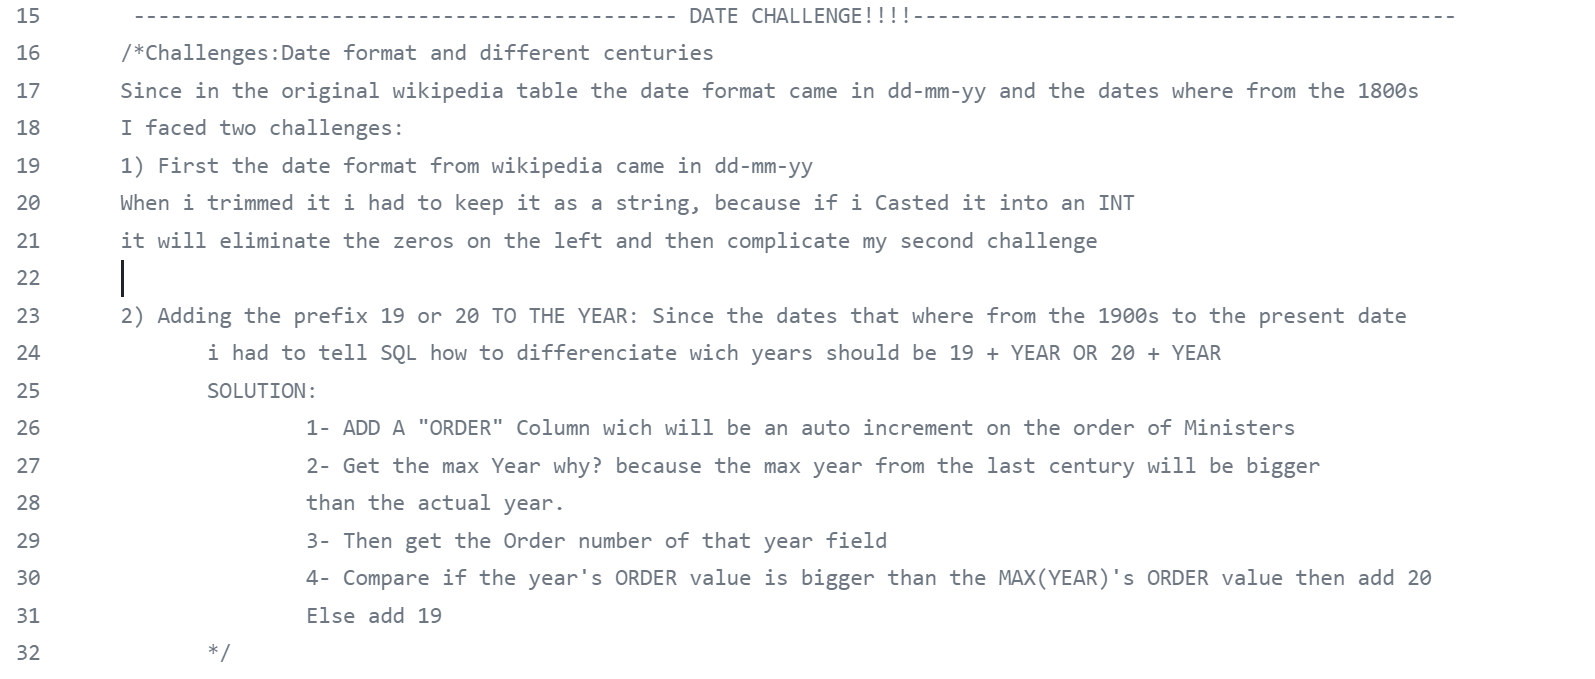 15 -------------------------------------------- DATE CHALLENGE!!!!--------------------------------------------
16 /*Challenges:Date format and different centuries
17 Since in the original wikipedia table the date format came in dd-mm-yy and the dates where from the 1800s
18 I faced two challenges:
19 1) First the date format from wikipedia came in dd-mm-yy
20 When i trimmed it i had to keep it as a string, because if i Casted it into an INT
21 it will eliminate the zeros on the left and then complicate my second challenge
22
23 2) Adding the prefix 19 or 20 TO THE YEAR: Since the dates that where from the 1900s to the present date
24 i had to tell SQL how to differenciate wich years should be 19 + YEAR OR 20 + YEAR
25 SOLUTION:
26 1- ADD A "ORDER" Column wich will be an auto increment on the order of Ministers
27 2- Get the max Year why? because the max year from the last century will be bigger
28 than the actual year.
29 3- Then get the Order number of that year field
30 4- Compare if the year's ORDER value is bigger than the MAX(YEAR)'s ORDER value then add 20
31 Else add 19
32 */